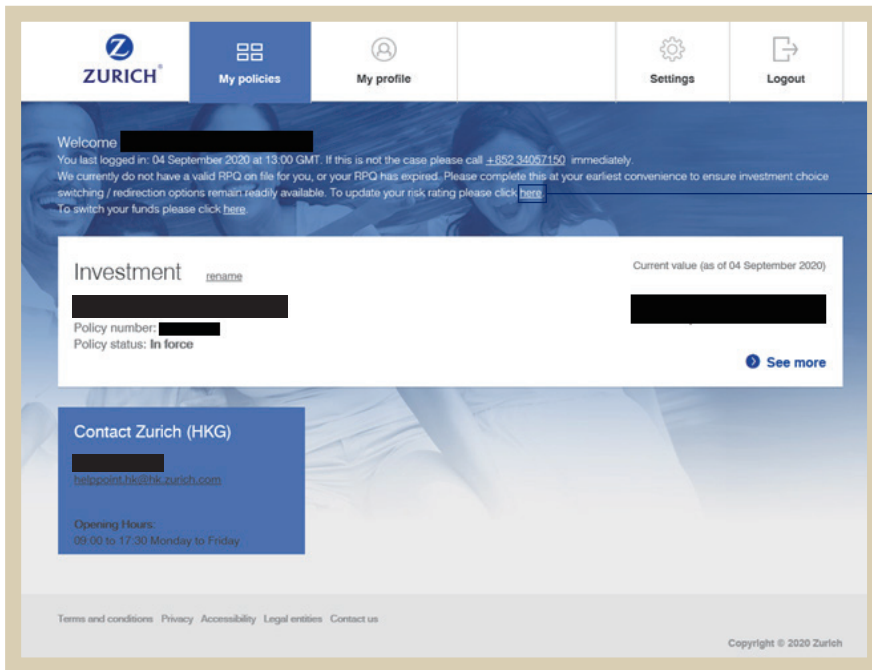 ZURICH®
My policies
My profile
Settings
Logout
Welcome
You last logged in: 04 September 2020 at 13:00 GMT. If this is not the case please call +852 34057150 immediately.
We currently do not have a valid RPQ on file for you, or your RPQ has expired. Please complete this at your earliest convenience to ensure investment choice
switching / redirection options remain readily available. To update your risk rating please click here.
To switch your funds please click here.
Investment rename
Current value (as of 04 September 2020)
Policy number:
Policy status: In force
See more
Contact Zurich (HKG)
helppoint.hk@hk.zurich.com
Opening Hours:
09:00 to 17:30 Monday to Friday
Terms and conditions Privacy Accessibility Legal entities Contact us
Copyright © 2020 Zurich